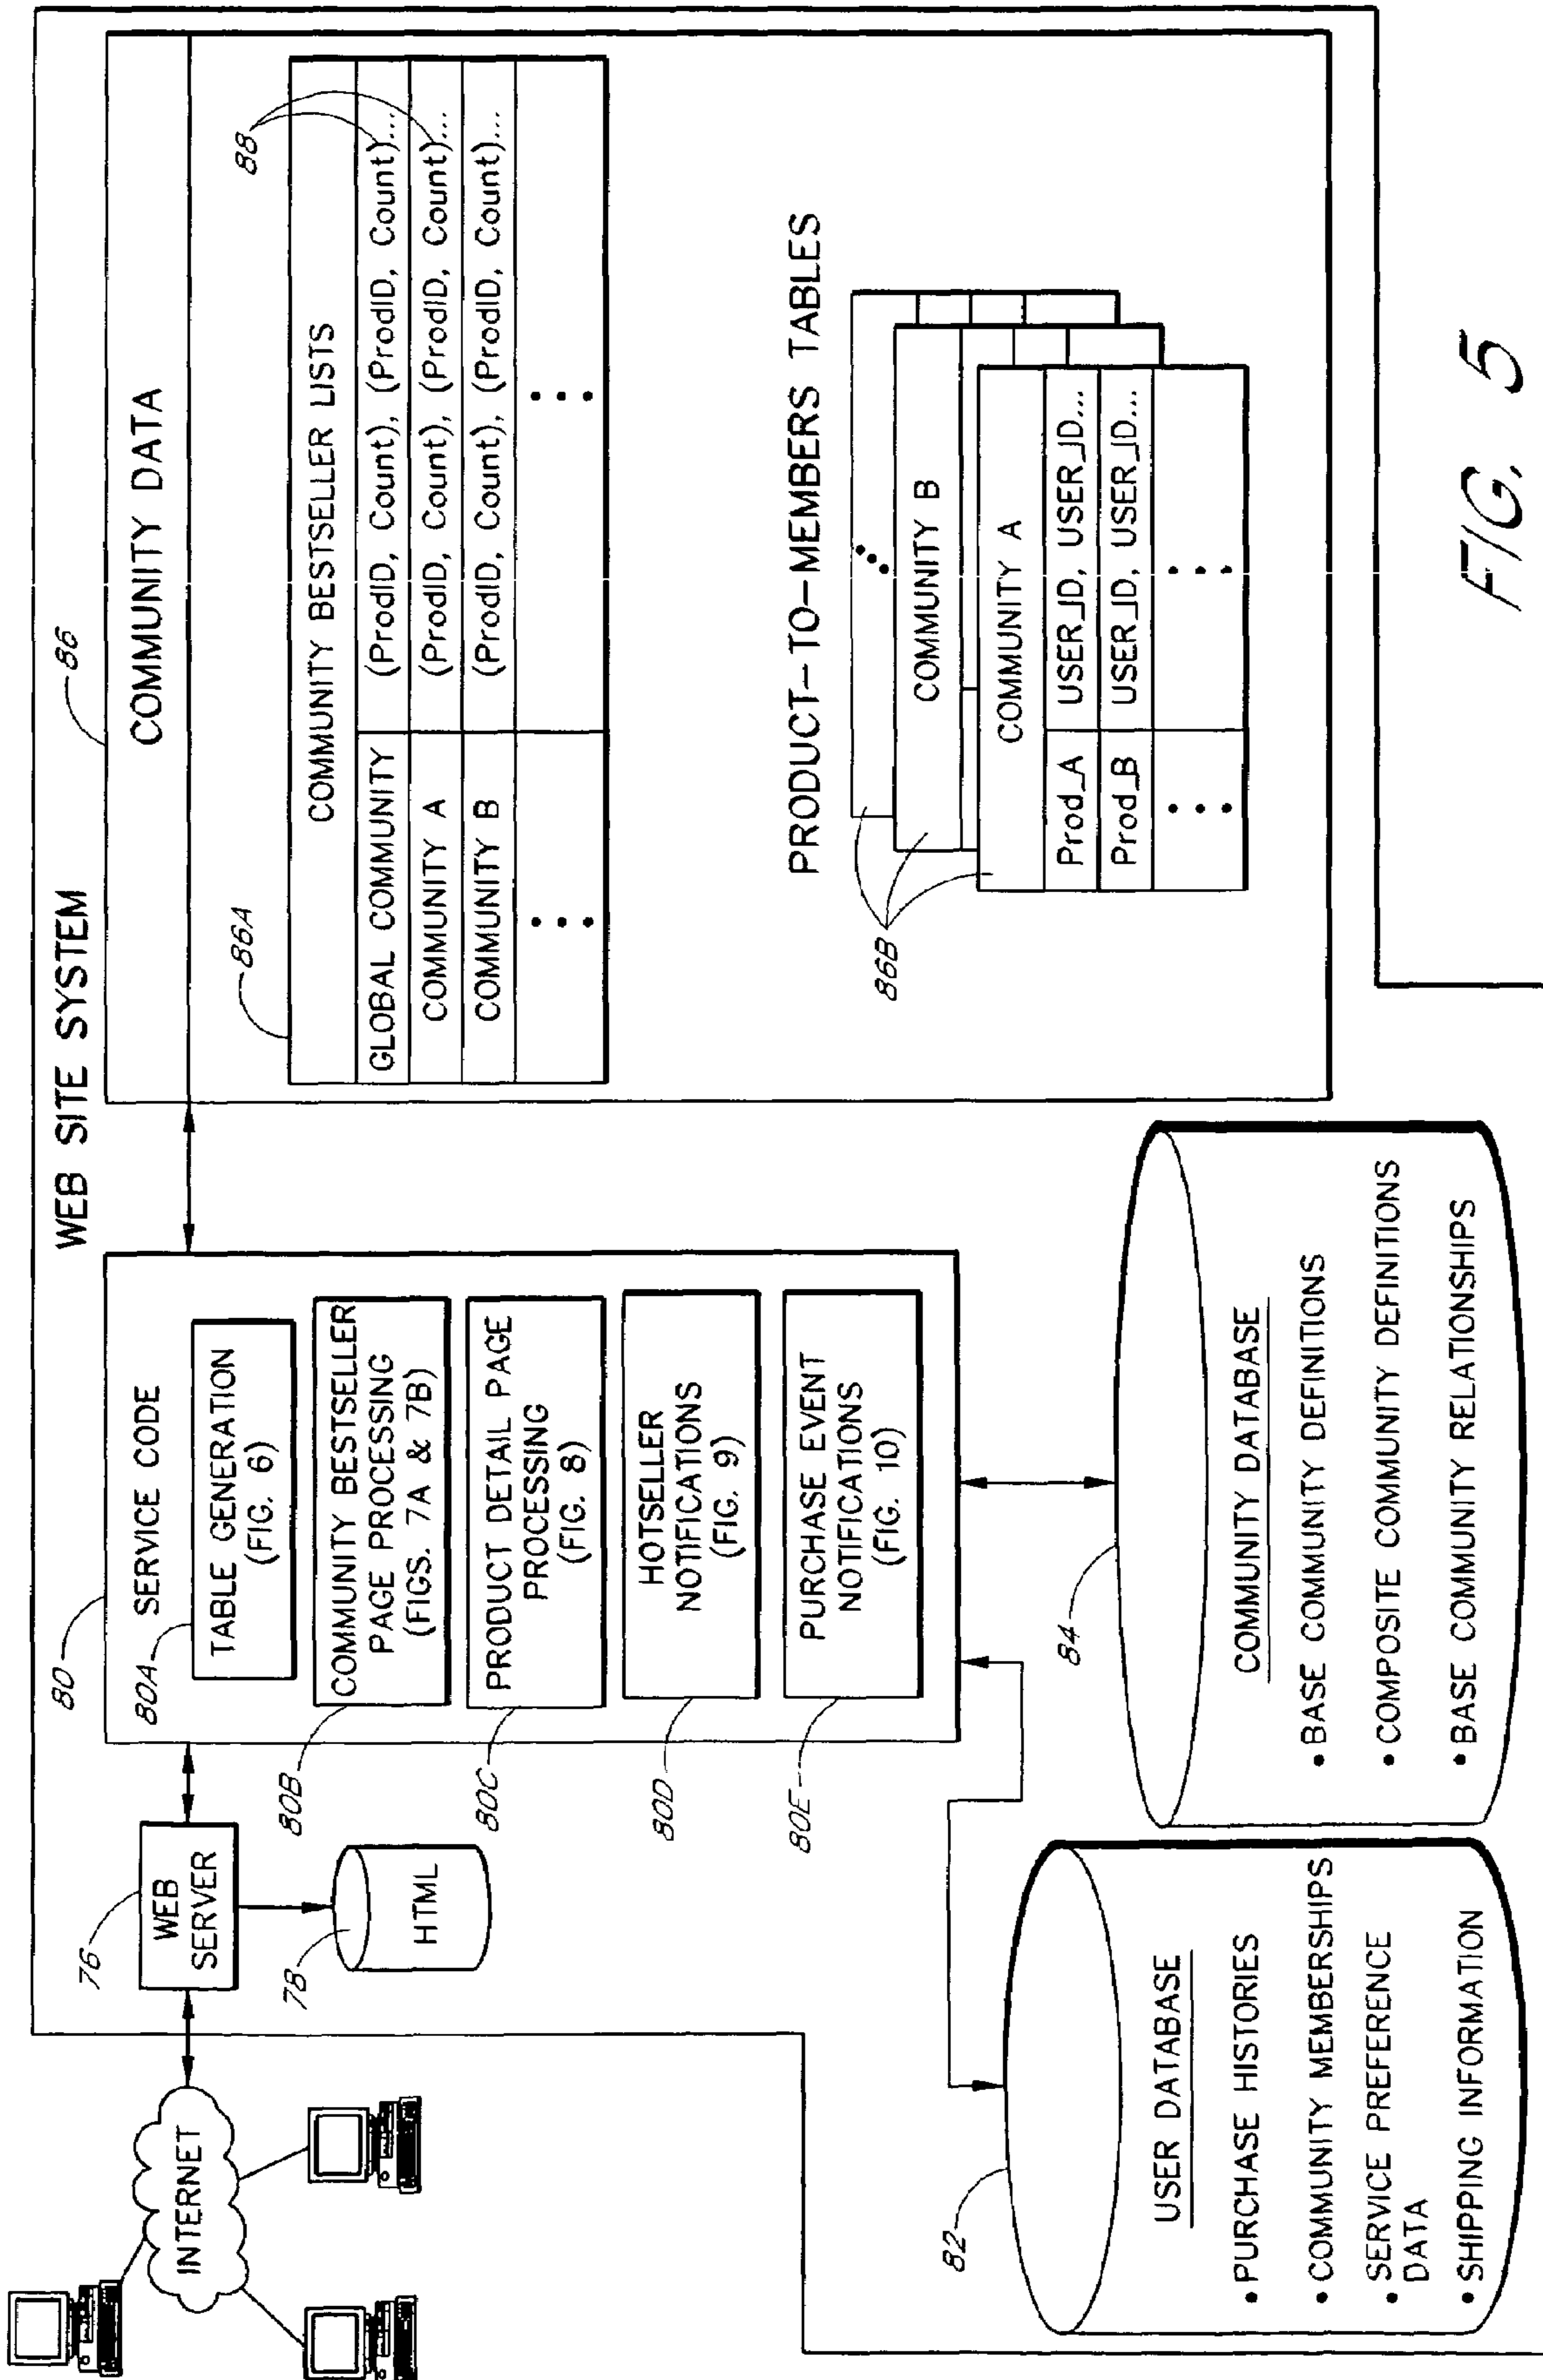 WEB SITE SYSTEM
INTERNET
76
WEB
SERVER
78
HTML
80
SERVICE CODE
80A
TABLE GENERATION
(FIG. 6)
80B
COMMUNITY BESTSELLER
PAGE PROCESSING
(FIGS. 7A & 7B)
80C
PRODUCT DETAIL PAGE
PROCESSING
(FIG. 8)
80D
HOTSELLER
NOTIFICATIONS
(FIG. 9)
80E
PURCHASE EVENT
NOTIFICATIONS
(FIG. 10)
82
USER DATABASE
• PURCHASE HISTORIES
• COMMUNITY MEMBERSHIPS
• SERVICE PREFERENCE
DATA
• SHIPPING INFORMATION
84
COMMUNITY DATABASE
• BASE COMMUNITY DEFINITIONS
• COMPOSITE COMMUNITY DEFINITIONS
• BASE COMMUNITY RELATIONSHIPS
86
COMMUNITY DATA
86A
COMMUNITY BESTSELLER LISTS
88
GLOBAL COMMUNITY (ProdID, Count), (ProdID, Count)...
COMMUNITY A (ProdID, Count), (ProdID, Count)...
COMMUNITY B (ProdID, Count), (ProdID, Count)...
PRODUCT-TO-MEMBERS TABLES
86B
COMMUNITY B
COMMUNITY A
Prod_A USER_ID, USER_ID...
Prod_B USER_ID, USER_ID...
FIG. 5